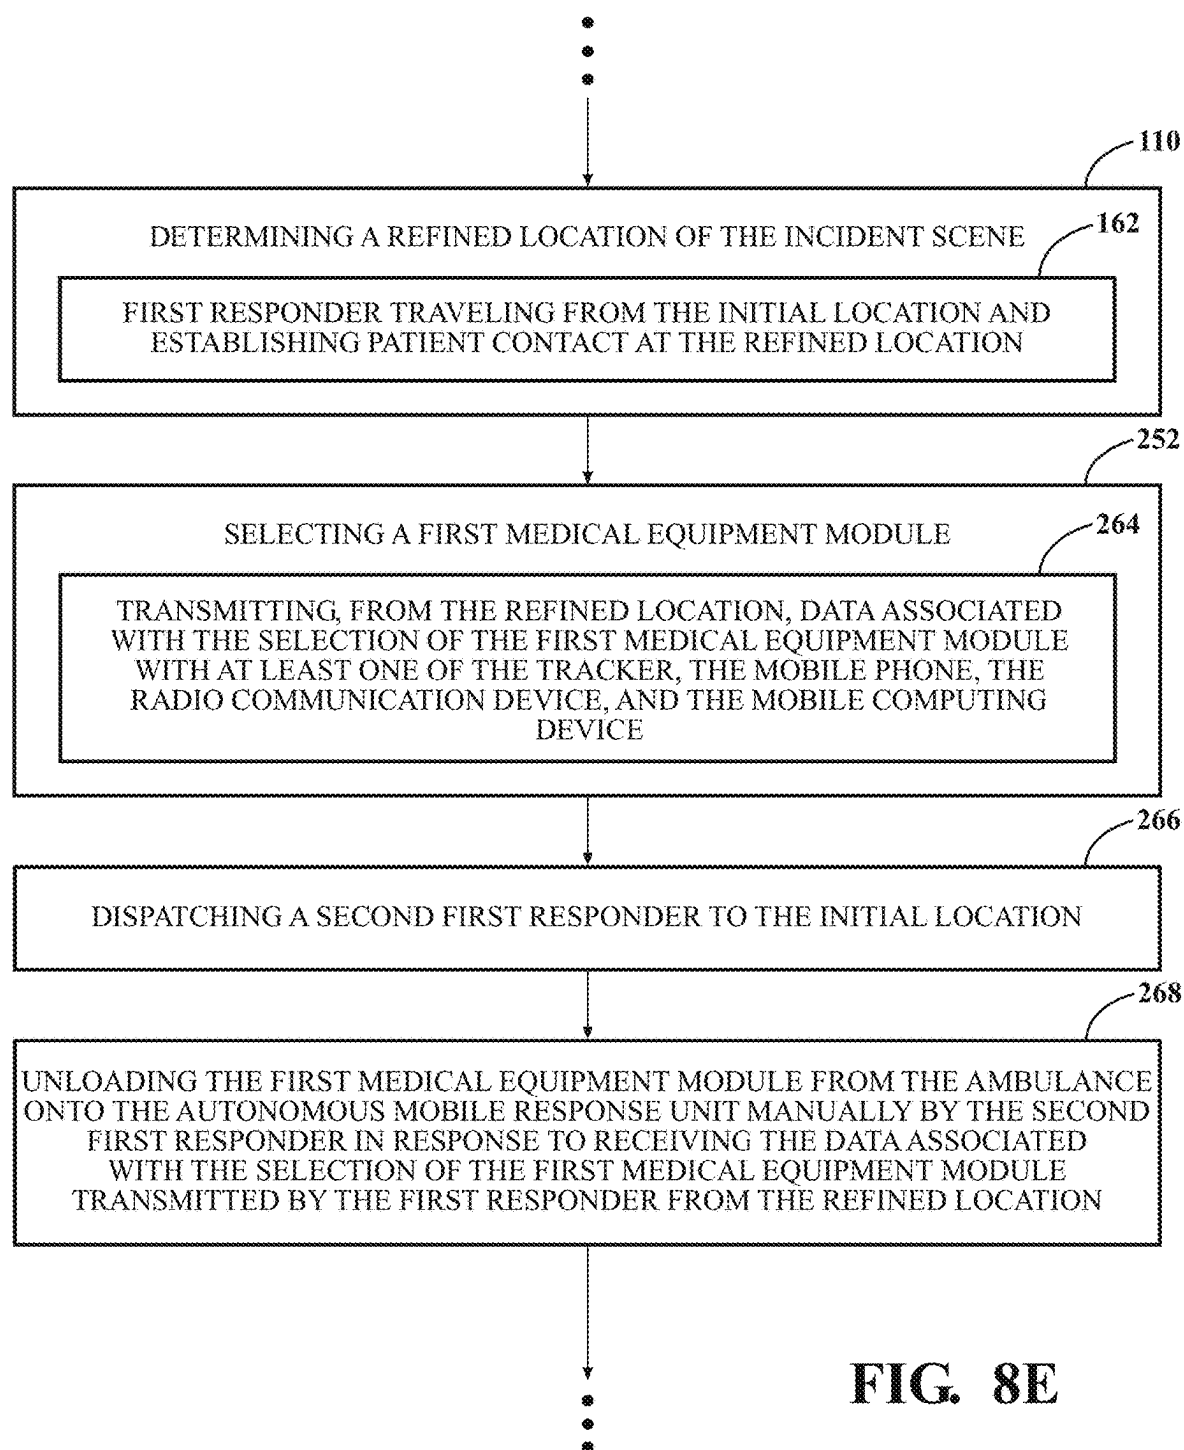 110
DETERMINING A REFINED LOCATION OF THE INCIDENT SCENE
162
FIRST RESPONDER TRAVELING FROM THE INITIAL LOCATION AND
ESTABLISHING PATIENT CONTACT AT THE REFINED LOCATION
252
SELECTING A FIRST MEDICAL EQUIPMENT MODULE
264
TRANSMITTING, FROM THE REFINED LOCATION, DATA ASSOCIATED
WITH THE SELECTION OF THE FIRST MEDICAL EQUIPMENT MODULE
WITH AT LEAST ONE OF THE TRACKER, THE MOBILE PHONE, THE
RADIO COMMUNICATION DEVICE, AND THE MOBILE COMPUTING
DEVICE
266
DISPATCHING A SECOND FIRST RESPONDER TO THE INITIAL LOCATION
268
UNLOADING THE FIRST MEDICAL EQUIPMENT MODULE FROM THE AMBULANCE
ONTO THE AUTONOMOUS MOBILE RESPONSE UNIT MANUALLY BY THE SECOND
FIRST RESPONDER IN RESPONSE TO RECEIVING THE DATA ASSOCIATED
WITH THE SELECTION OF THE FIRST MEDICAL EQUIPMENT MODULE
TRANSMITTED BY THE FIRST RESPONDER FROM THE REFINED LOCATION
FIG. 8E